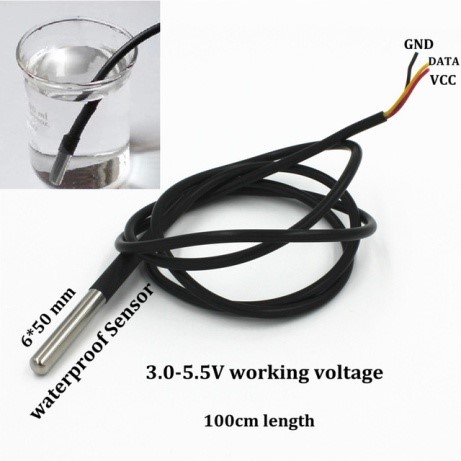 GND
DATA
VCC
6*50 mm
waterproof Sensor
3.0-5.5V working voltage
100cm length